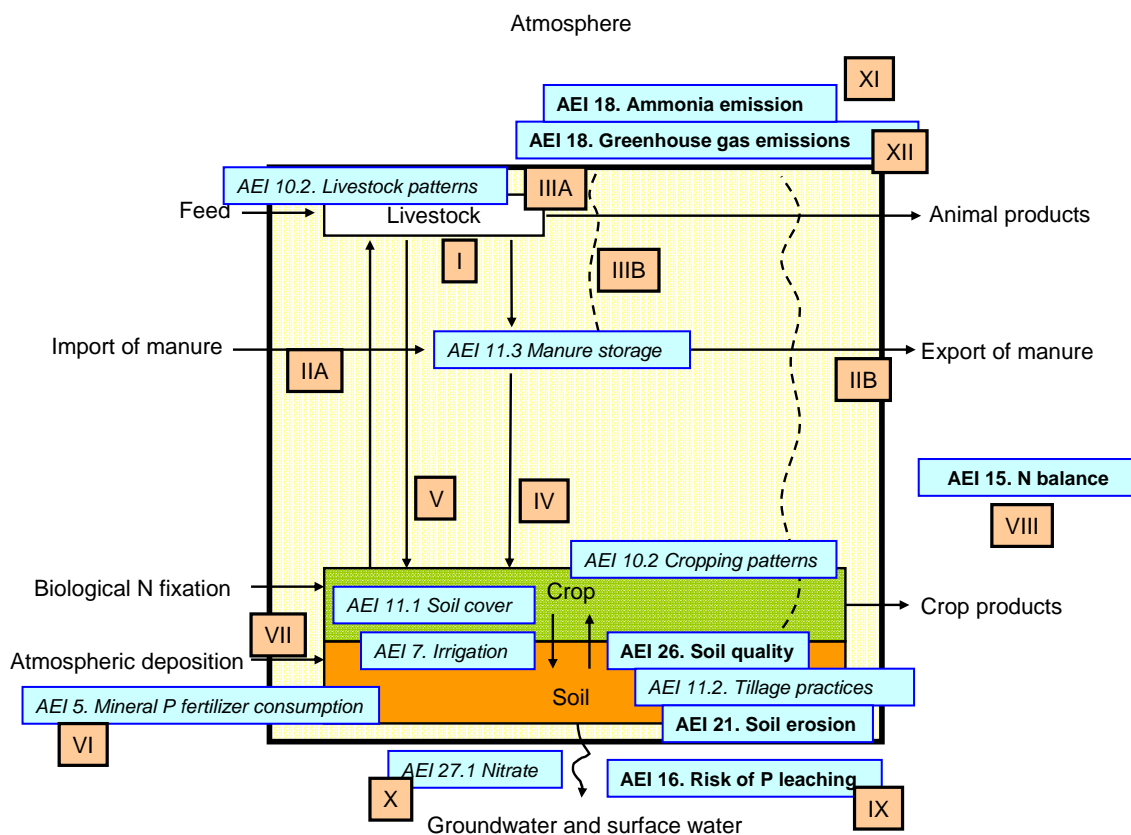 Atmosphere
XI
AEI 18. Ammonia emission
AEI 18. Greenhouse gas emissions
XII
AEI 10.2. Livestock patterns
IIIA
Feed
Livestock
Animal products
I
IIIB
Import of manure
AEI 11.3 Manure storage
Export of manure
IIA
IIB
AEI 15. N balance
V
IV
VIII
AEI 10.2 Cropping patterns
Biological N fixation
Crop
AEI 11.1 Soil cover
Crop products
VII
AEI 7. Irrigation
AEI 26. Soil quality
Atmospheric deposition
AEI 11.2. Tillage practices
Soil
AEI 5. Mineral P fertilizer consumption
AEI 21. Soil erosion
VI
AEI 27.1 Nitrate
AEI 16. Risk of P leaching
X
IX
Groundwater and surface water